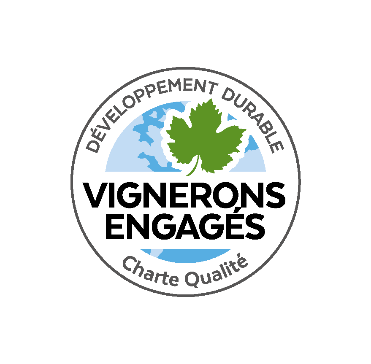 DÉVELOPPEMENT DURABLE
VIGNERONS
ENGAGÉS
Charte Qualité